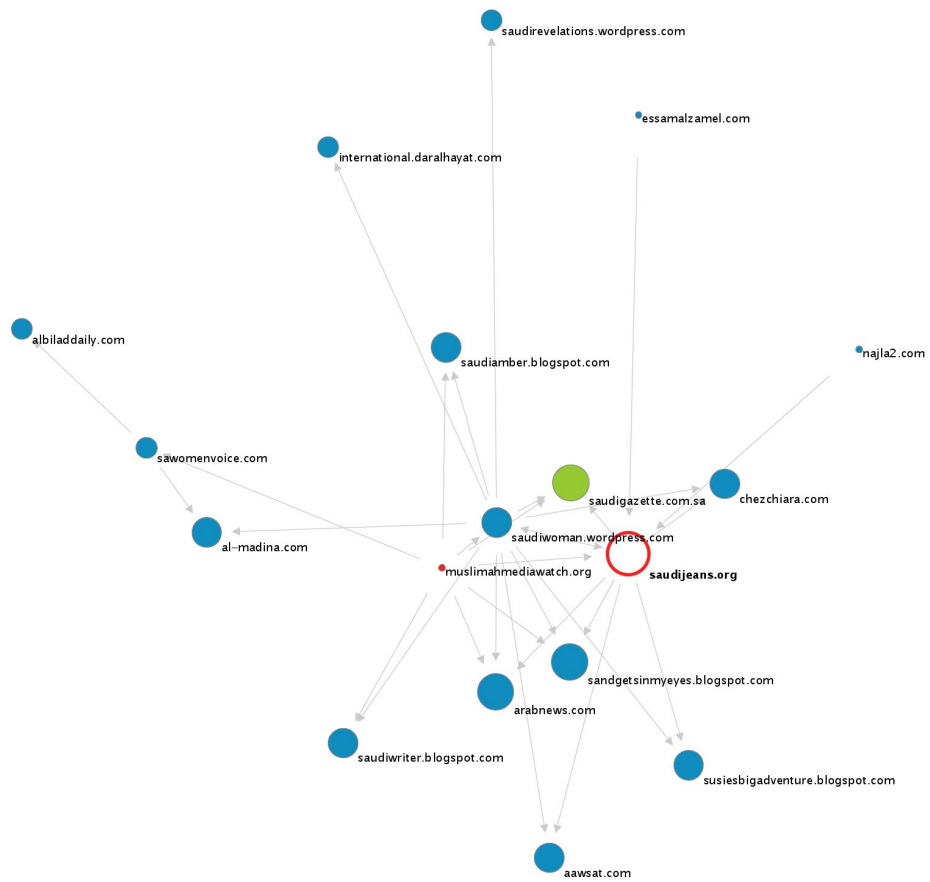 saudirevelations.wordpress.com
essamalzamel.com
international.daralhayat.com
albiladdaily.com
najla2.com
saudiamber.blogspot.com
sawomenvoice.com
chezchiara.com
saudigazette.com.sa
saudiwoman.wordpress.com
al-madina.com
muslimahmediawatch.org
saudijeans.org
sandgetsinmyeyes.blogspot.com
arabnews.com
saudiwriter.blogspot.com
susiesbigadventure.blogspot.com
aawsat.com